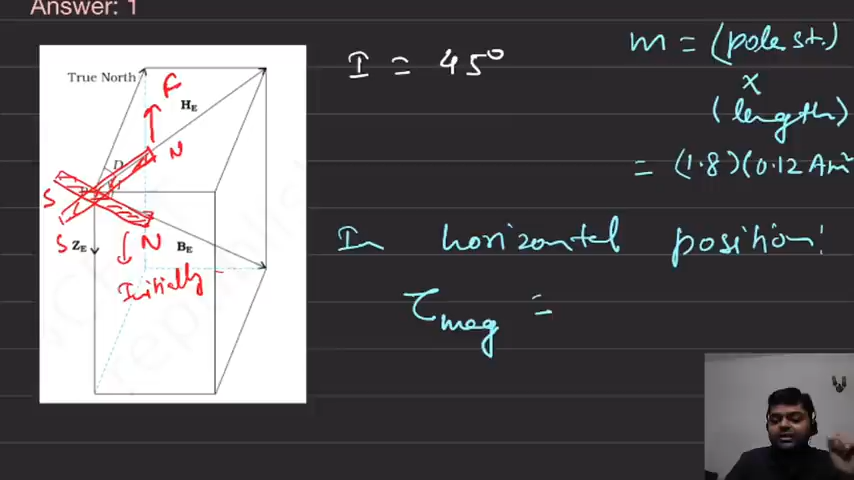 Answer: 1
True North
F
H_E
D
N
S
S
Z_E
N
B_E
Initially
I = 45°
m = (pole st.)
x
(length)
= (1.8)(0.12 Am²
In horizontal position:
τ_mag =